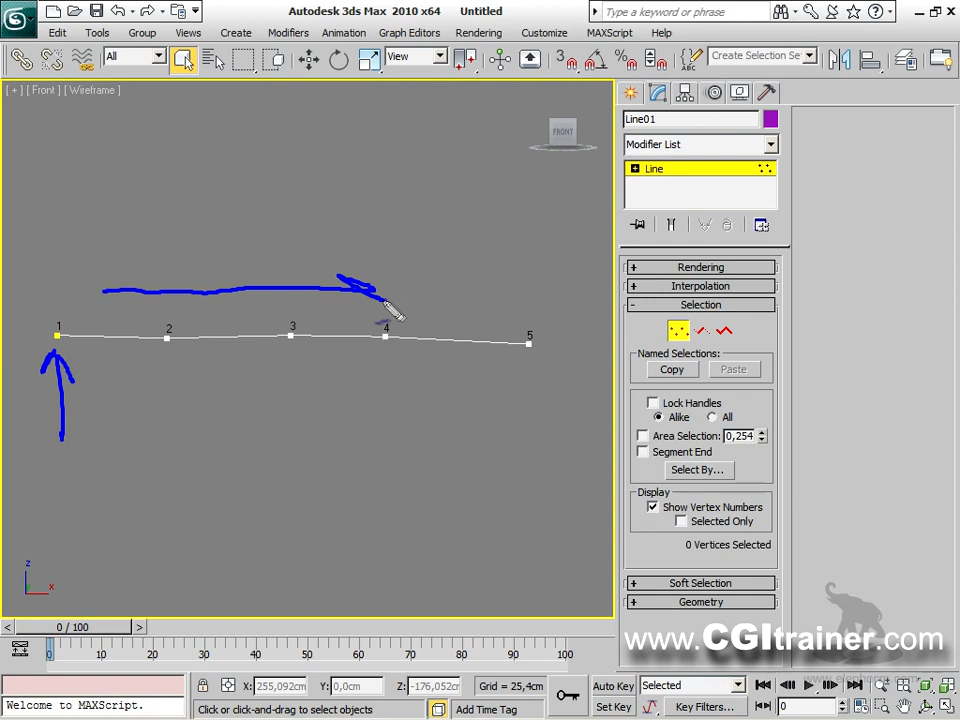 Autodesk 3ds Max 2010 x64 Untitled
Type a keyword or phrase
Edit Tools Group Views Create Modifiers Animation Graph Editors Rendering Customize MAXScript Help
All View 3 Create Selection Se
[ + ] [ Front ] [ Wireframe ]
FRONT
Line01
Modifier List
Line
Rendering
Interpolation
Selection
1 2 3 4 5
Named Selections:
Copy Paste
Lock Handles
Alike All
Area Selection: 0,254
Segment End
Select By...
Display
Show Vertex Numbers
Selected Only
0 Vertices Selected
Soft Selection
Geometry
z
x
0 / 100
0 10 20 30 40 50 60 70 80 90 100
www.CGItrainer.com
X: 255,092cm Y: 0,0cm Z: -176,052cm Grid = 25,4cm Auto Key Selected
Welcome to MAXScript. Click or click-and-drag to select objects Add Time Tag Set Key Key Filters... 0